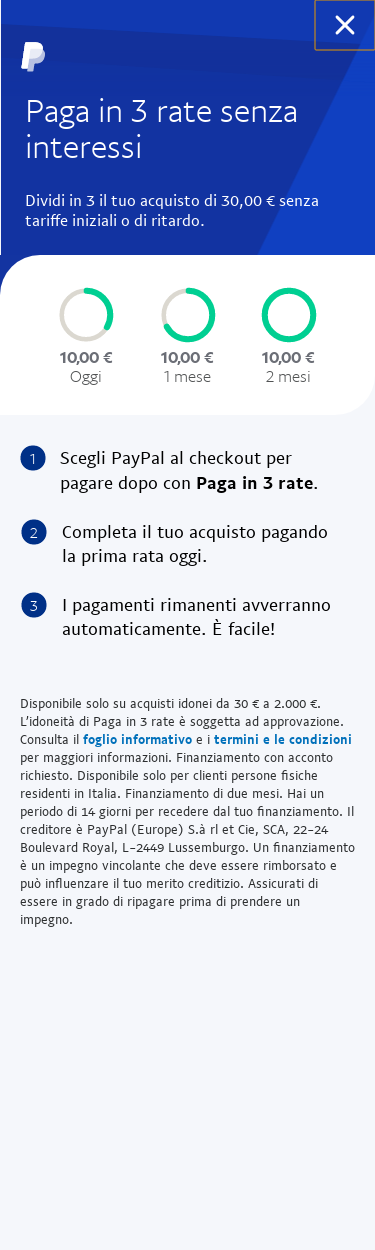 Paga in 3 rate senza
interessi
Dividi in 3 il tuo acquisto di 30,00 € senza
tariffe iniziali o di ritardo.
10,00 € 10,00 € 10,00 €
Oggi 1 mese 2 mesi
1 Scegli PayPal al checkout per
pagare dopo con Paga in 3 rate.
2 Completa il tuo acquisto pagando
la prima rata oggi.
3 I pagamenti rimanenti avverranno
automaticamente. È facile!
Disponibile solo su acquisti idonei da 30 € a 2.000 €.
L'idoneità di Paga in 3 rate è soggetta ad approvazione.
Consulta il foglio informativo e i termini e le condizioni
per maggiori informazioni. Finanziamento con acconto
richiesto. Disponibile solo per clienti persone fisiche
residenti in Italia. Finanziamento di due mesi. Hai un
periodo di 14 giorni per recedere dal tuo finanziamento. Il
creditore è PayPal (Europe) S.à rl et Cie, SCA, 22-24
Boulevard Royal, L-2449 Lussemburgo. Un finanziamento
è un impegno vincolante che deve essere rimborsato e
può influenzare il tuo merito creditizio. Assicurati di
essere in grado di ripagare prima di prendere un
impegno.